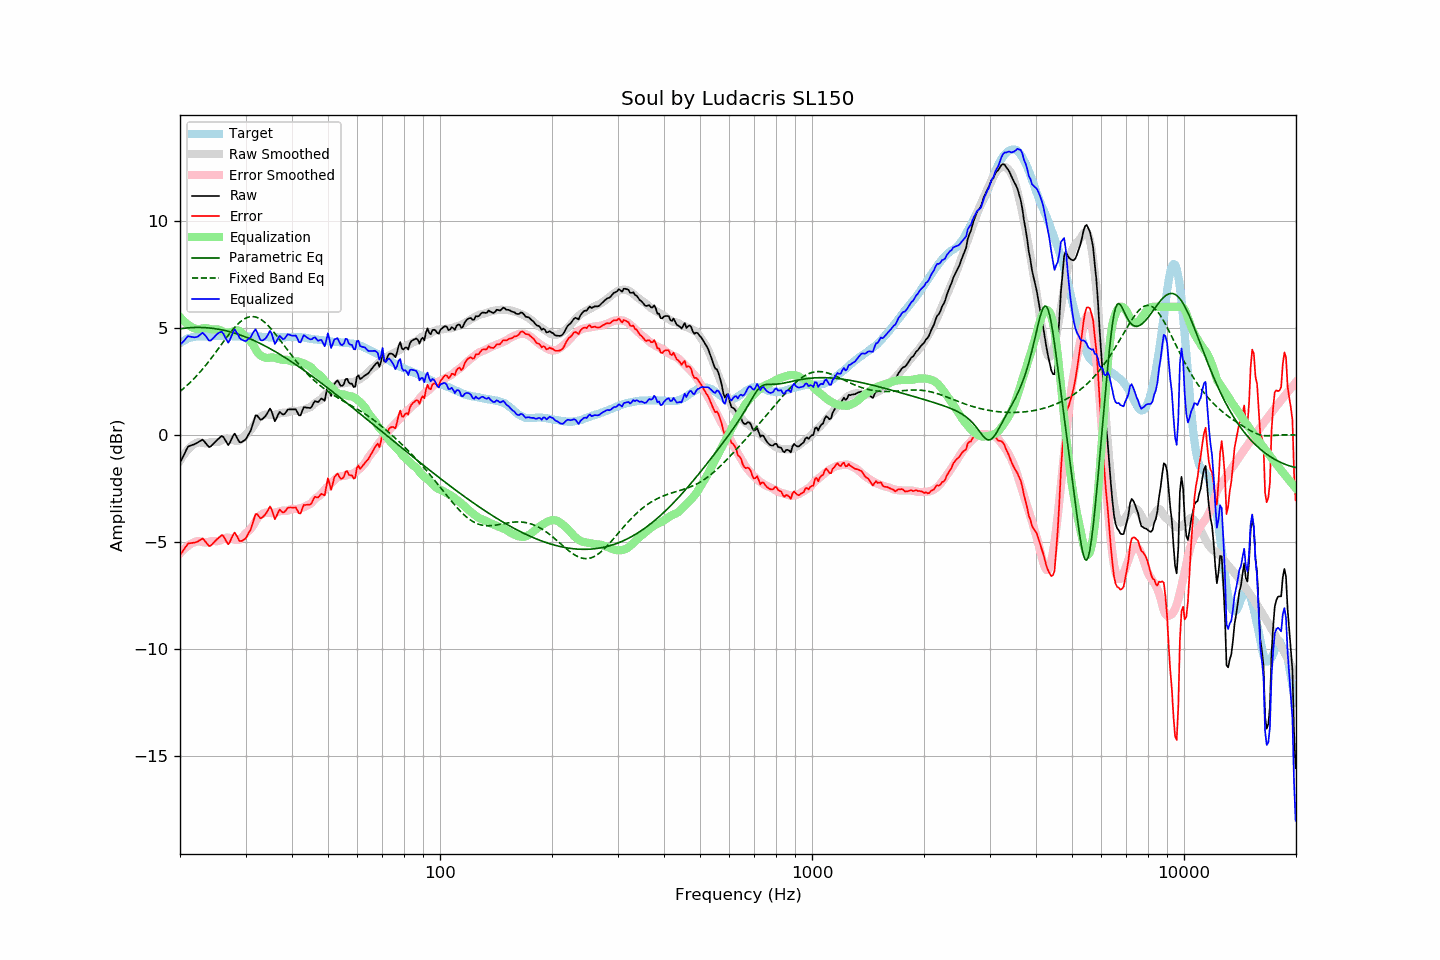 Soul by Ludacris SL150
Target
Raw Smoothed
Error Smoothed
Raw
Error
Equalization
Parametric Eq
Fixed Band Eq
Equalized
10
5
0
−5
−10
−15
Amplitude (dBr)
100
1000
10000
Frequency (Hz)